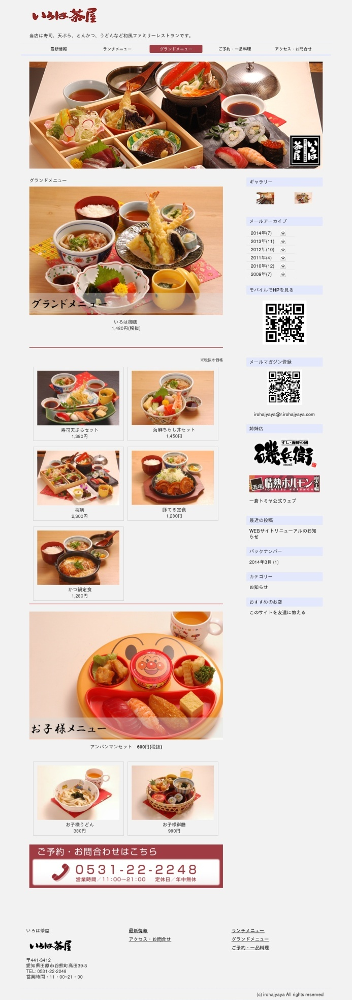 いろは茶屋
当店は寿司、天ぷら、とんかつ、うどんなど和風ファミリーレストランです。
最新情報
ランチメニュー
グランドメニュー
ご予約・一品料理
アクセス・お問合せ
いろは
茶屋
グランドメニュー
グランドメニュー
いろは御膳
1,480円(税抜)
※税抜き価格
寿司天ぷらセット
1,380円
海鮮ちらし丼セット
1,450円
桜膳
2,300円
豚てき定食
1,280円
かつ鍋定食
1,280円
お子様メニュー
アンパンマンセット　600円(税抜)
お子様うどん
380円
お子様御膳
980円
ご予約・お問合わせはこちら
0531-22-2248
営業時間／11:00〜21:00　定休日／年中無休
ギャラリー
メールアーカイブ
2014年(7)
2013年(11)
2012年(10)
2011年(4)
2010年(12)
2009年(7)
モバイルでHPを見る
メールマガジン登録
irohajyaya@r.irohajyaya.com
姉妹店
すし・海鮮の國
磯兵衛
ISOBE
酒場
情熱ホルモン
JONETSU HORUMON
炭火七輪
一倉トミヤ公式ウェブ
最近の投稿
WEBサイトリニューアルのお知
らせ
バックナンバー
2014年3月 (1)
カテゴリー
お知らせ
おすすめのお店
このサイトを友達に教える
いろは茶屋
いろは茶屋
〒441-3412
愛知県田原市谷熊町高田39-3
TEL: 0531-22-2248
営業時間：11：00~21：00
最新情報
アクセス・お問合せ
ランチメニュー
グランドメニュー
ご予約・一品料理
(c) irohajyaya All rights reserved